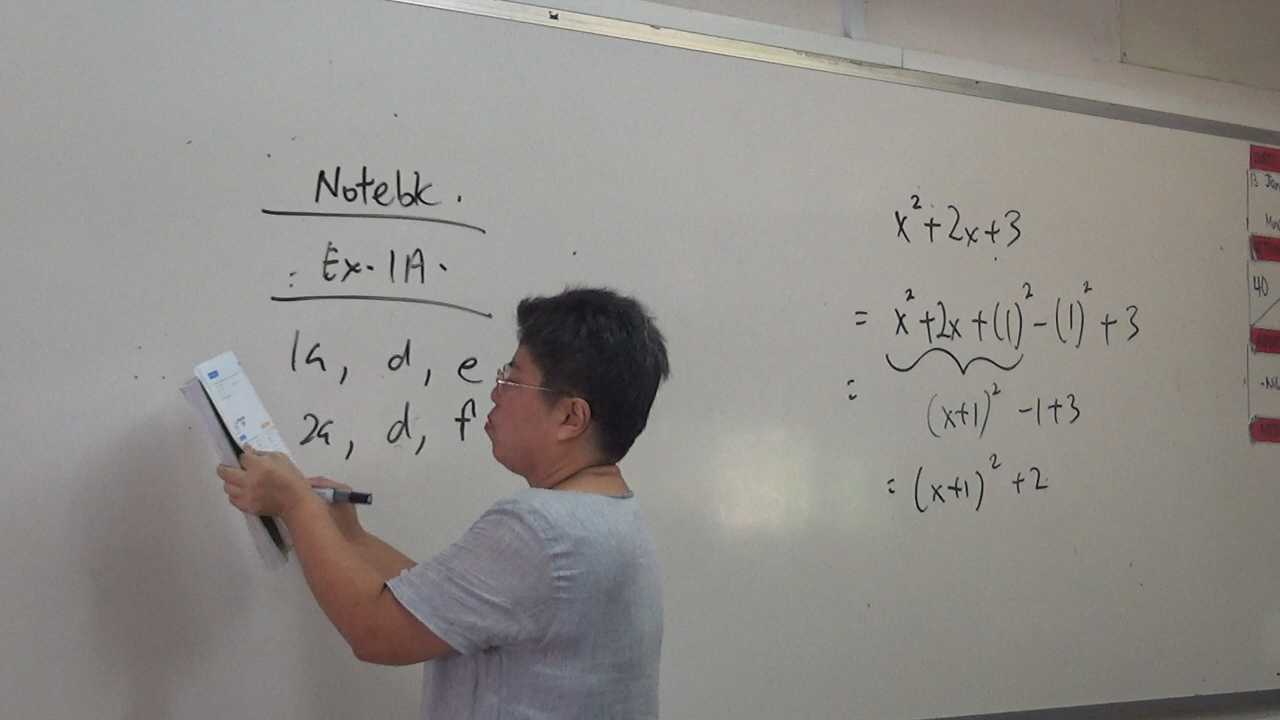 Notebk.
Ex. 1A.
1a, d, e
2a, d, f
x² + 2x + 3
= x² + 2x + (1)² - (1)² + 3
= (x+1)² - 1 + 3
= (x+1)² + 2
40